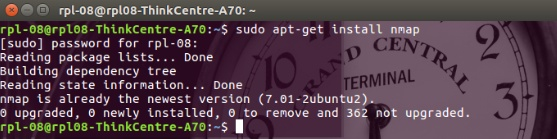 rpl-08@rpl08-ThinkCentre-A70: ~
rpl-08@rpl08-ThinkCentre-A70:~$ sudo apt-get install nmap
[sudo] password for rpl-08:
Reading package lists... Done
Building dependency tree
Reading state information... Done
nmap is already the newest version (7.01-2ubuntu2).
0 upgraded, 0 newly installed, 0 to remove and 362 not upgraded.
rpl-08@rpl08-ThinkCentre-A70:~$
GRAND CENTRAL
TERMINAL